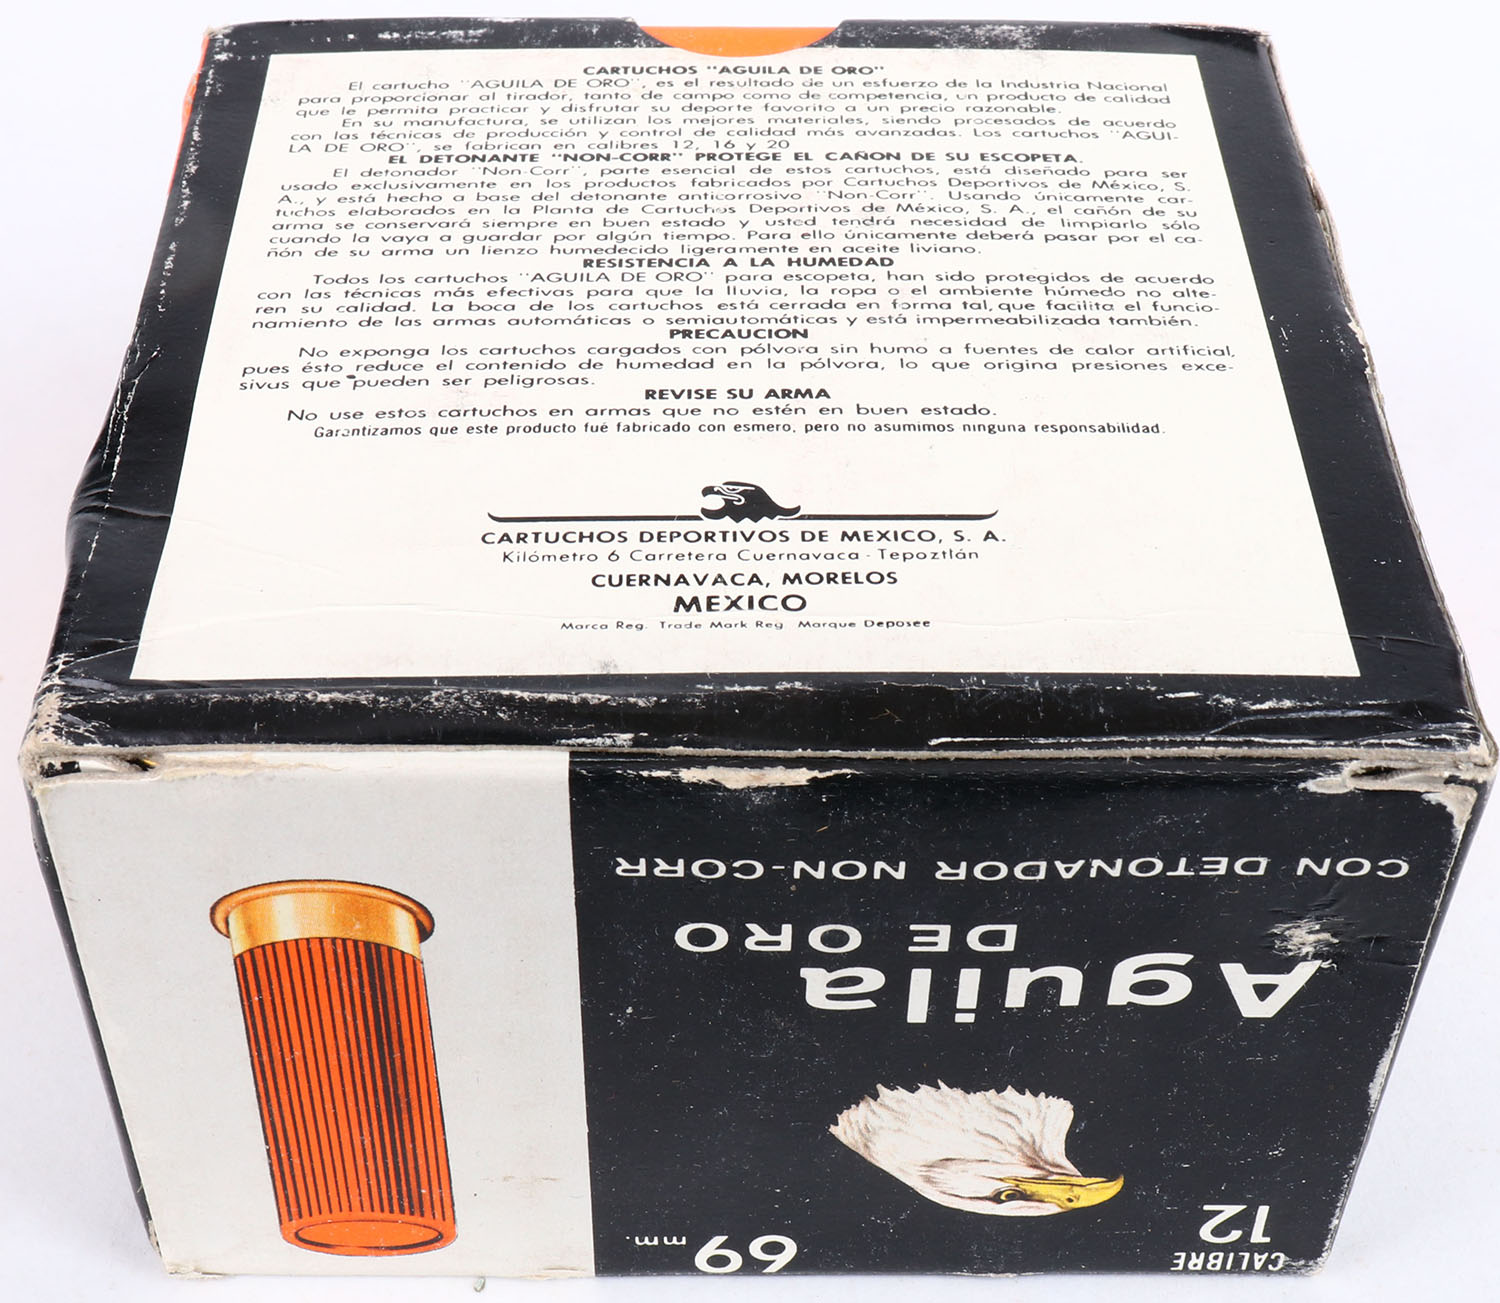 CARTUCHOS "AGUILA DE ORO"
El cartucho "AGUILA DE ORO", es el resultado de un esfuerzo de la Industria Nacional
para proporcionar al tirador, tanto de campo como de competencia, un producto de calidad
que le permita practicar y disfrutar su deporte favorito a un precio razonable.
En su manufactura, se utilizan los mejores materiales, siendo procesados de acuerdo
con las técnicas de producción y control de calidad más avanzadas. Los cartuchos "AGUI-
LA DE ORO", se fabrican en calibres 12, 16 y 20
EL DETONANTE "NON-CORR" PROTEGE EL CAÑON DE SU ESCOPETA.
El detonador "Non-Corr", parte esencial de estos cartuchos, está diseñado para ser
usado exclusivamente en los productos fabricados por Cartuchos Deportivos de México, S.
A., y está hecho a base del detonante anticorrosivo "Non-Corr". Usando únicamente car-
tuchos elaborados en la Planta de Cartuchos Deportivos de México, S. A., el cañón de su
arma se conservará siempre en buen estado y usted tendrá necesidad de limpiarlo sólo
cuando la vaya a guardar por algún tiempo. Para ello únicamente deberá pasar por el ca-
ñón de su arma un lienzo humedecido ligeramente en aceite liviano.
RESISTENCIA A LA HUMEDAD
Todos los cartuchos "AGUILA DE ORO" para escopeta, han sido protegidos de acuerdo
con las técnicas más efectivas para que la lluvia, la ropa o el ambiente húmedo no alte-
ren su calidad. La boca de los cartuchos está cerrada en forma tal, que facilita el funcio-
namiento de las armas automáticas o semiautomáticas y está impermeabilizada también.
PRECAUCION
No exponga los cartuchos cargados con pólvora sin humo a fuentes de calor artificial,
pues ésto reduce el contenido de humedad en la pólvora, lo que origina presiones exce-
sivas que pueden ser peligrosas.
REVISE SU ARMA
No use estos cartuchos en armas que no estén en buen estado.
Garantizamos que este producto fué fabricado con esmero, pero no asumimos ninguna responsabilidad.
CARTUCHOS DEPORTIVOS DE MEXICO, S. A.
Kilómetro 6 Carretera Cuernavaca - Tepoztlán
CUERNAVACA, MORELOS
MEXICO
Marca Reg. Trade Mark Reg. Marque Deposee
CALIBRE
12
69 mm.
Aguila
DE ORO
CON DETONADOR NON-CORR